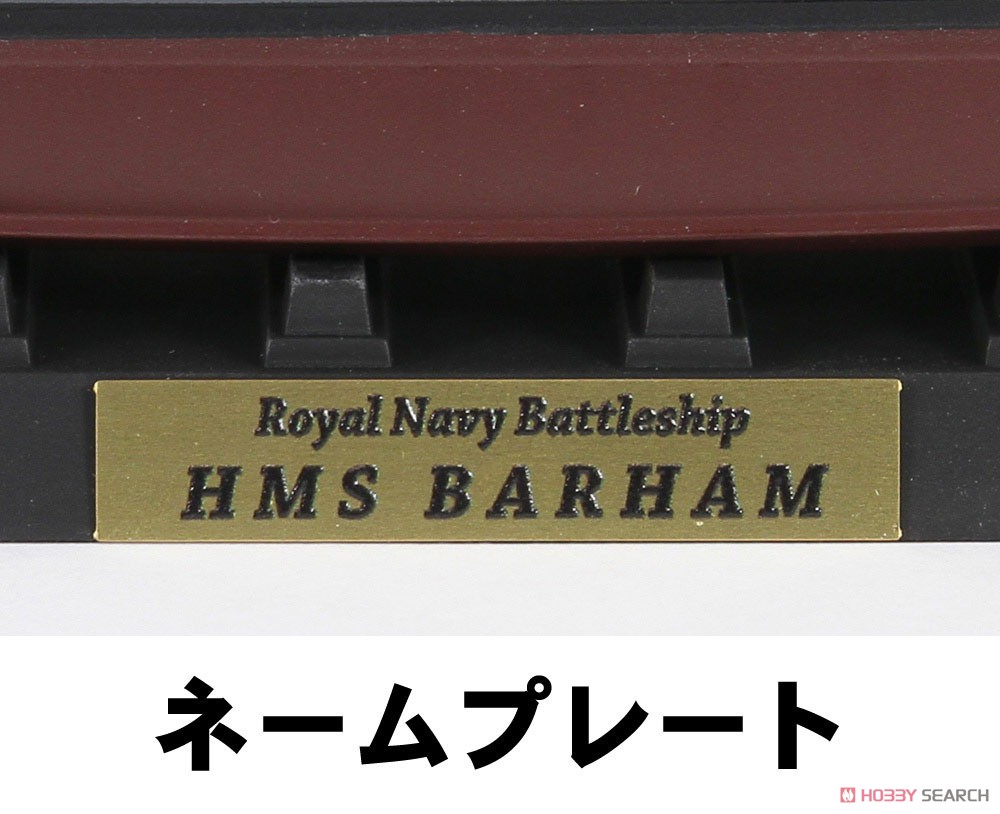 Royal Navy Battleship
HMS BARHAM
ネームプレート
HOBBY SEARCH